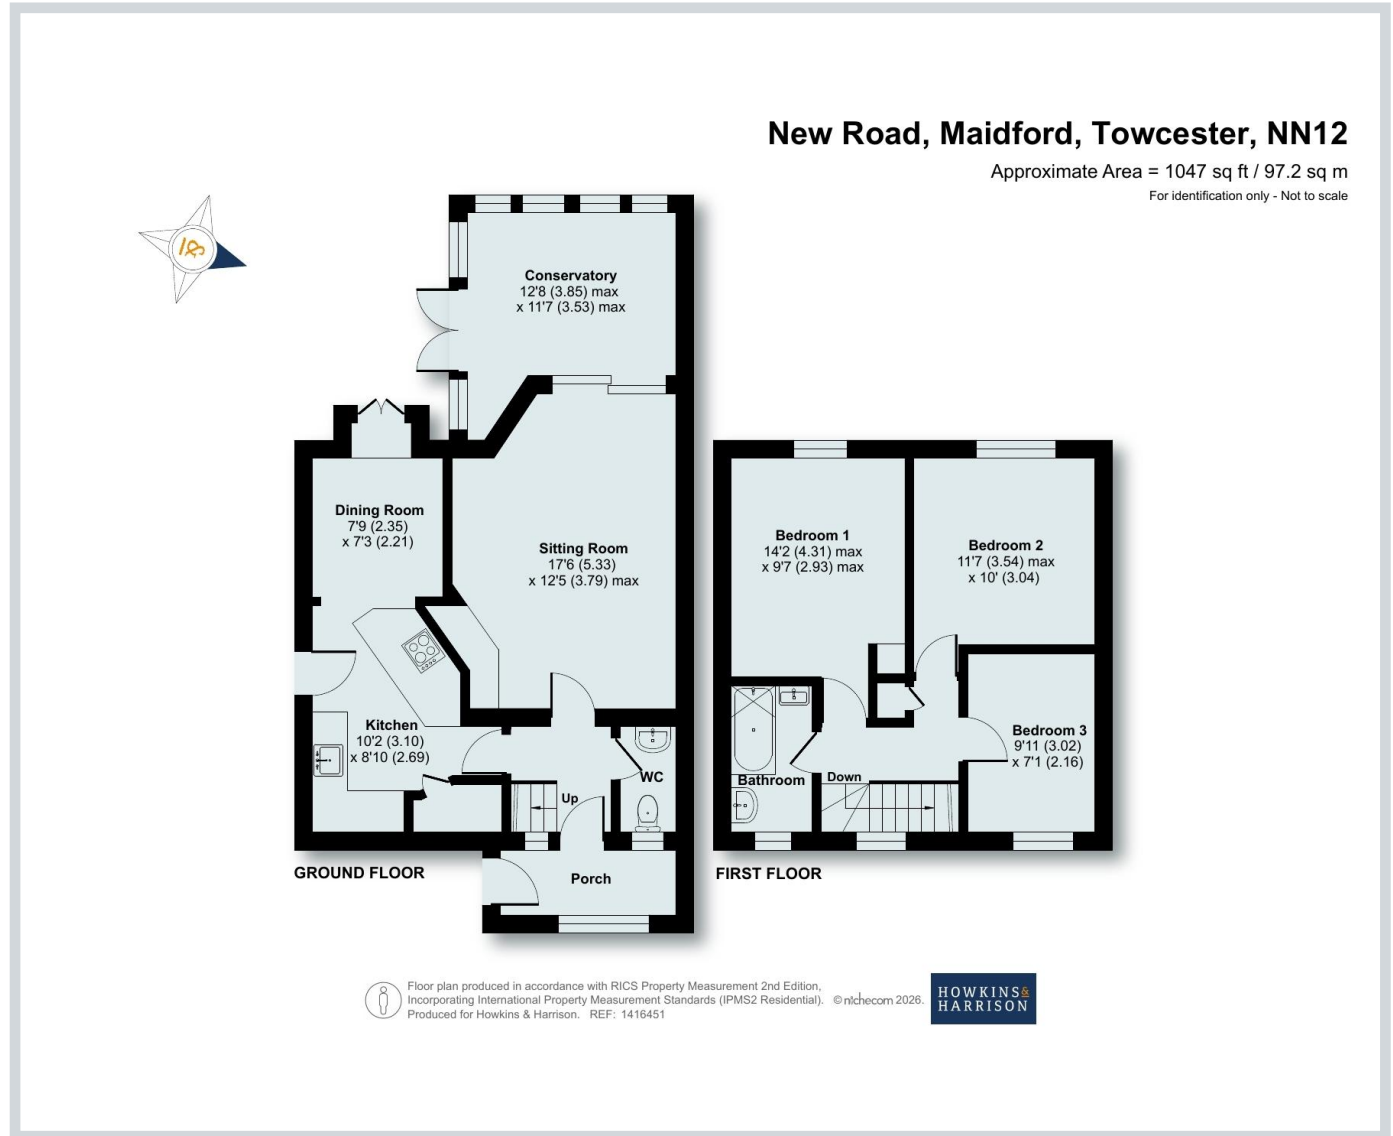 New Road, Maidford, Towcester, NN12
Approximate Area = 1047 sq ft / 97.2 sq m
For identification only - Not to scale
Conservatory
12'8 (3.85) max
x 11'7 (3.53) max
Dining Room
7'9 (2.35)
x 7'3 (2.21)
Sitting Room
17'6 (5.33)
x 12'5 (3.79) max
Kitchen
10'2 (3.10)
x 8'10 (2.69)
WC
Up
Porch
GROUND FLOOR
Bedroom 1
14'2 (4.31) max
x 9'7 (2.93) max
Bedroom 2
11'7 (3.54) max
x 10' (3.04)
Bedroom 3
9'11 (3.02)
x 7'1 (2.16)
Bathroom
Down
FIRST FLOOR
Floor plan produced in accordance with RICS Property Measurement 2nd Edition,
Incorporating International Property Measurement Standards (IPMS2 Residential). © nichecom 2026.
Produced for Howkins & Harrison. REF: 1416451
HOWKINS &
HARRISON